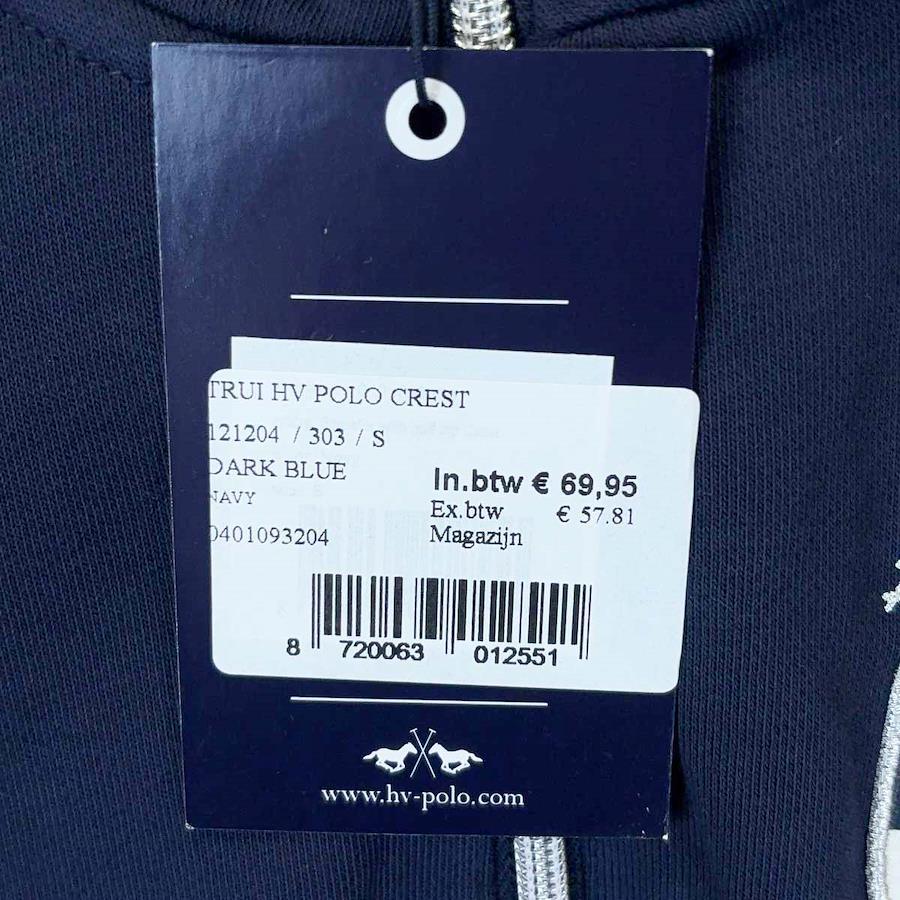 TRUI HV POLO CREST
121204 / 303 / S
DARK BLUE
NAVY
In.btw € 69,95
Ex.btw € 57.81
0401093204
Magazijn
8 720063 012551
www.hv-polo.com